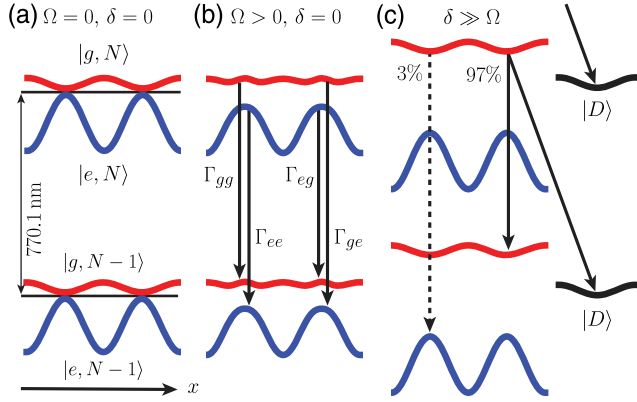 (a) Ω = 0, δ = 0
|g, N⟩
|e, N⟩
770.1 nm
|g, N − 1⟩
|e, N − 1⟩
x
(b) Ω > 0, δ = 0
Γgg
Γeg
Γee
Γge
(c) δ ≫ Ω
3%
97%
|D⟩
|D⟩